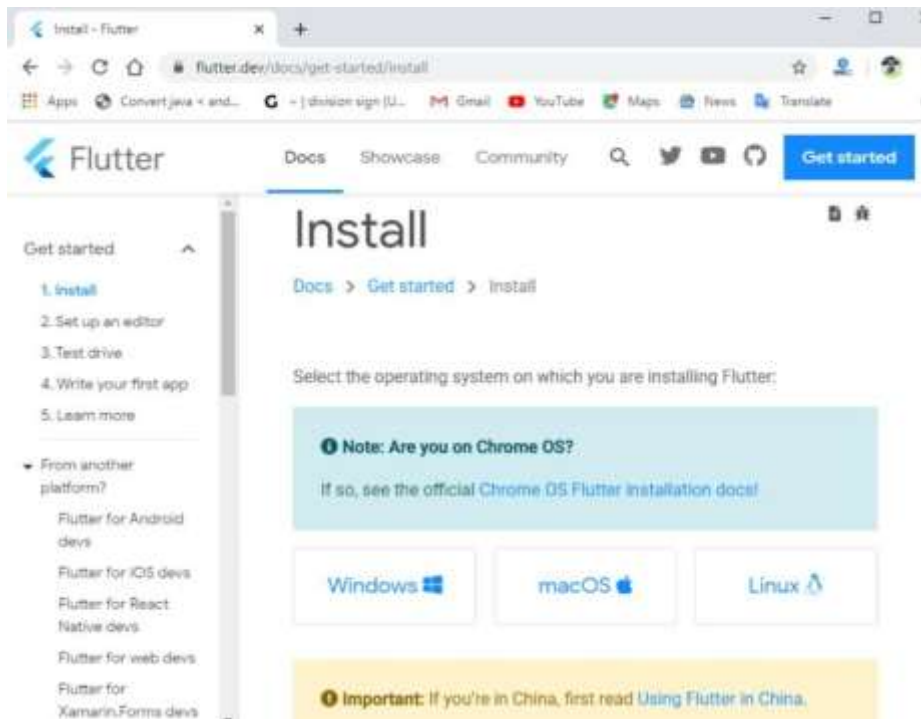 Install - Flutter
flutter.dev/docs/get-started/install
Apps
Convert java < and...
G ÷ | division sign (U...
Gmail
YouTube
Maps
News
Translate
Flutter
Docs
Showcase
Community
Get started
Get started
1. Install
2. Set up an editor
3. Test drive
4. Write your first app
5. Learn more
From another
platform?
Flutter for Android
devs
Flutter for iOS devs
Flutter for React
Native devs
Flutter for web devs
Flutter for
Xamarin.Forms devs
Install
Docs > Get started > Install
Select the operating system on which you are installing Flutter:
Note: Are you on Chrome OS?
If so, see the official Chrome OS Flutter installation docs!
Windows
macOS
Linux
Important: If you're in China, first read Using Flutter in China.